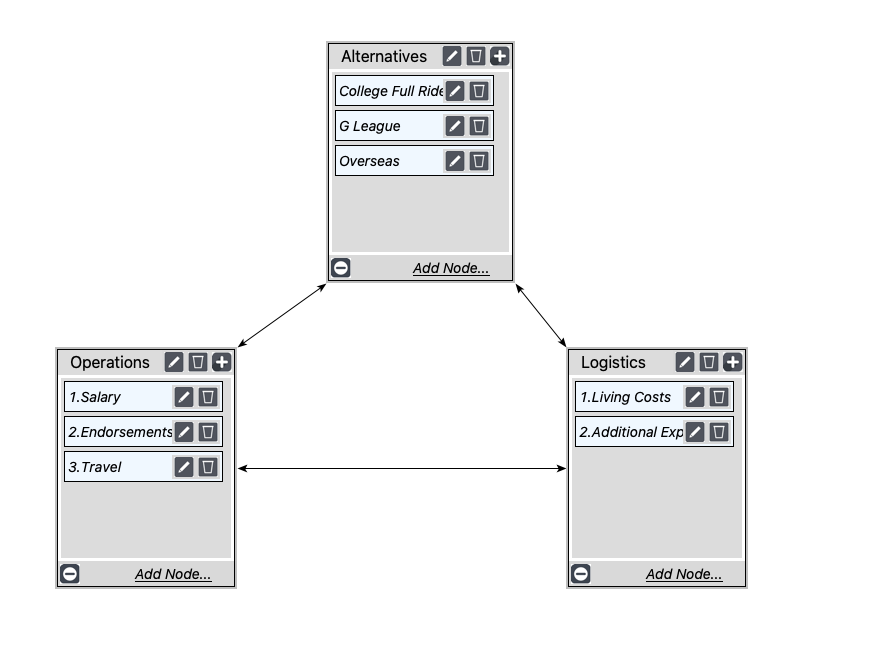 Alternatives
College Full Ride
G League
Overseas
Add Node...
Operations
1.Salary
2.Endorsements
3.Travel
Add Node...
Logistics
1.Living Costs
2.Additional Exp
Add Node...